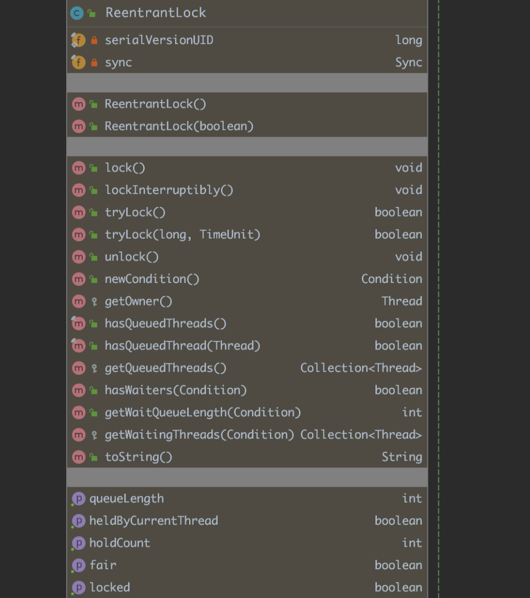 ReentrantLock
serialVersionUID long
sync Sync
ReentrantLock()
ReentrantLock(boolean)
lock() void
lockInterruptibly() void
tryLock() boolean
tryLock(long, TimeUnit) boolean
unlock() void
newCondition() Condition
getOwner() Thread
hasQueuedThreads() boolean
hasQueuedThread(Thread) boolean
getQueuedThreads() Collection<Thread>
hasWaiters(Condition) boolean
getWaitQueueLength(Condition) int
getWaitingThreads(Condition) Collection<Thread>
toString() String
queueLength int
heldByCurrentThread boolean
holdCount int
fair boolean
locked boolean